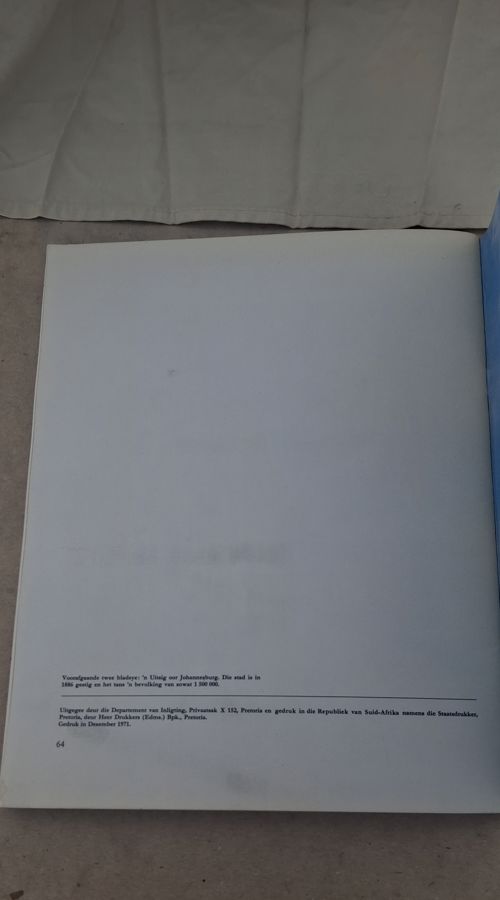 Voorafgaande twee bladsye: 'n Uitsig oor Johannesburg. Die stad is in
1886 gestig en het tans 'n bevolking van sowat 1 500 000.
Uitgegee deur die Departement van Inligting, Privaatsak X 152, Pretoria en gedruk in die Republiek van Suid-Afrika namens die Staatsdrukker,
Pretoria, deur Heer Drukkers (Edms.) Bpk., Pretoria.
Gedruk in Desember 1971.
64